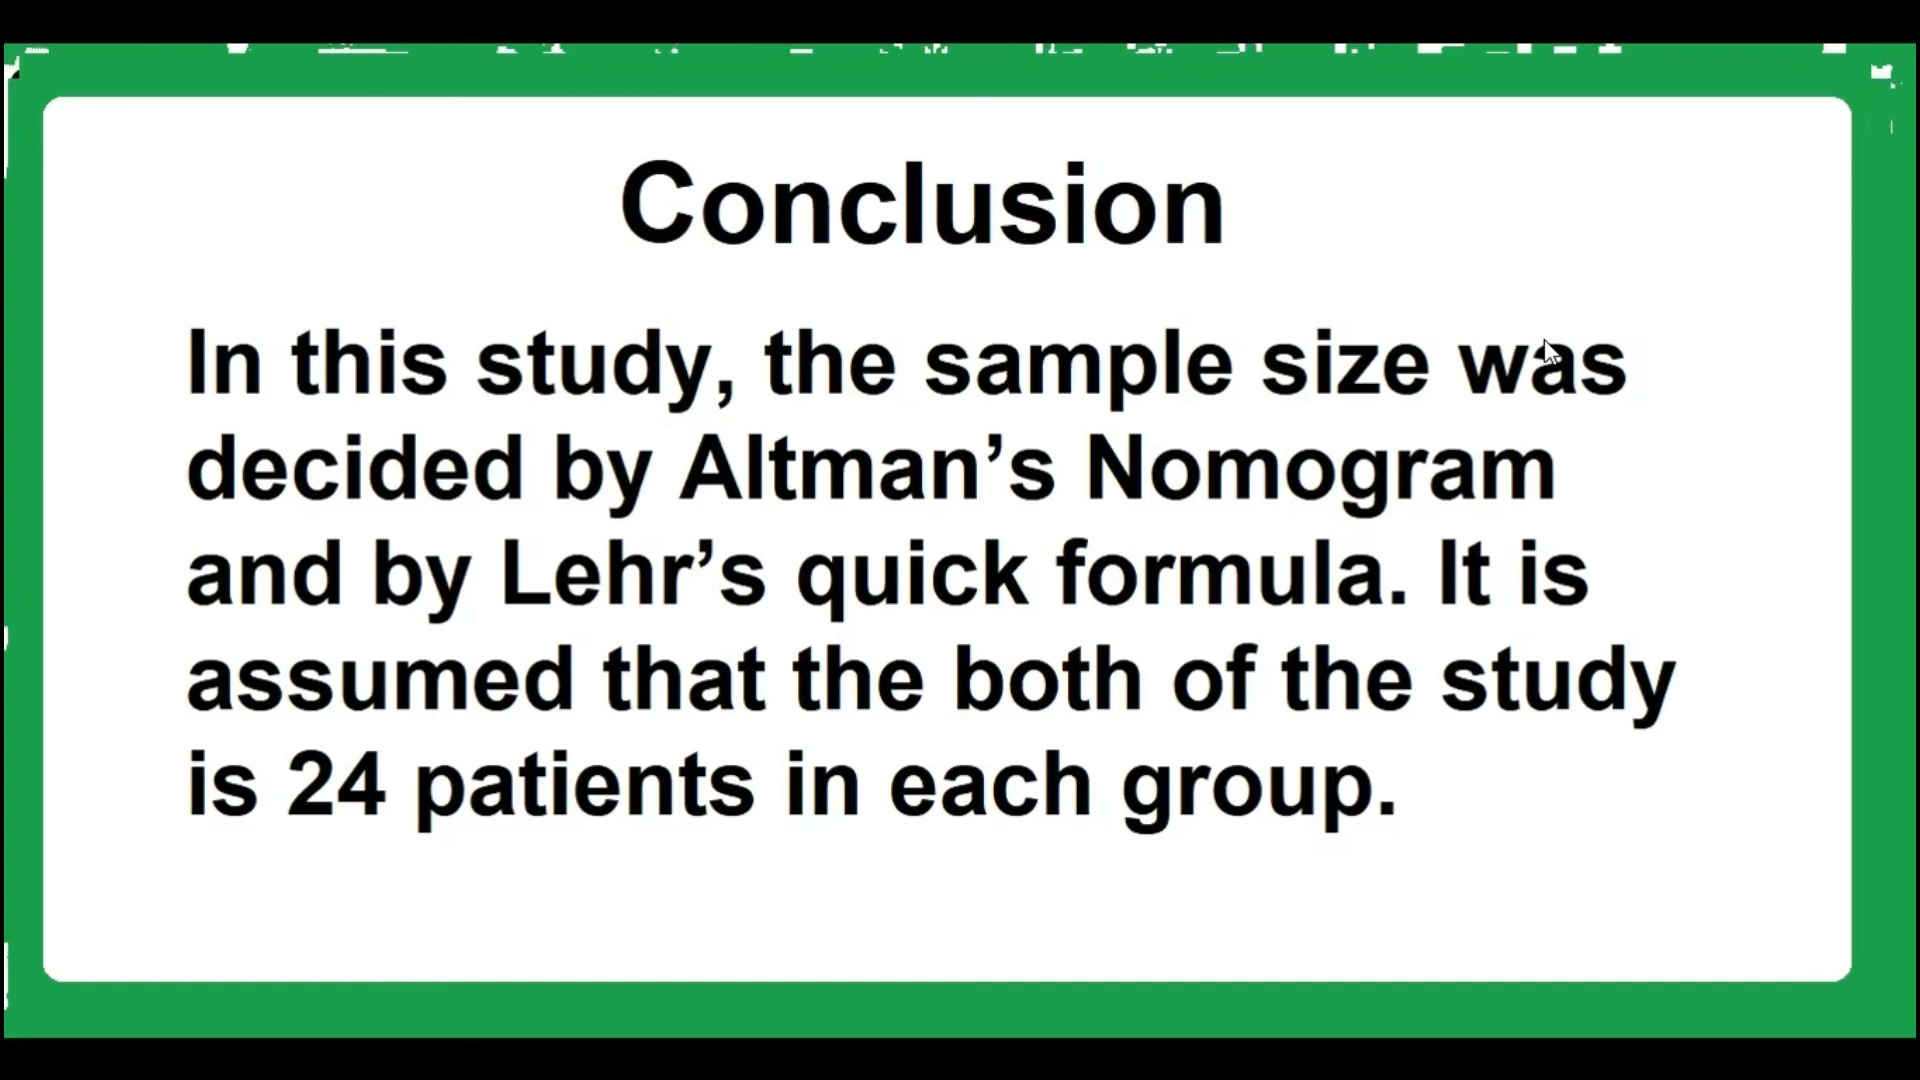 Conclusion
In this study, the sample size was
decided by Altman’s Nomogram
and by Lehr’s quick formula. It is
assumed that the both of the study
is 24 patients in each group.